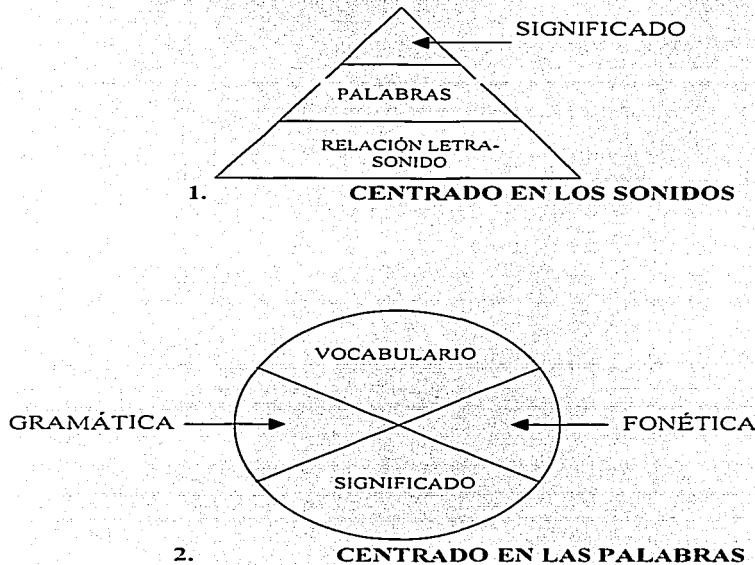 SIGNIFICADO
PALABRAS
RELACIÓN LETRA-
SONIDO
1. CENTRADO EN LOS SONIDOS
VOCABULARIO
GRAMÁTICA
FONÉTICA
SIGNIFICADO
2. CENTRADO EN LAS PALABRAS